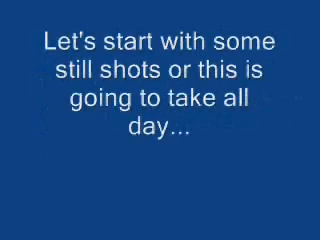 Let's start with some
still shots or this is
going to take all
day...